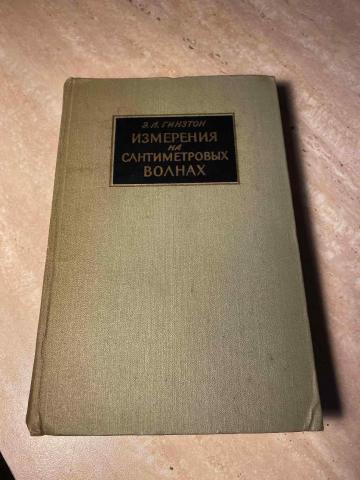 Э. Л. ГИНЗТОН
ИЗМЕРЕНИЯ
НА
САНТИМЕТРОВЫХ
ВОЛНАХ